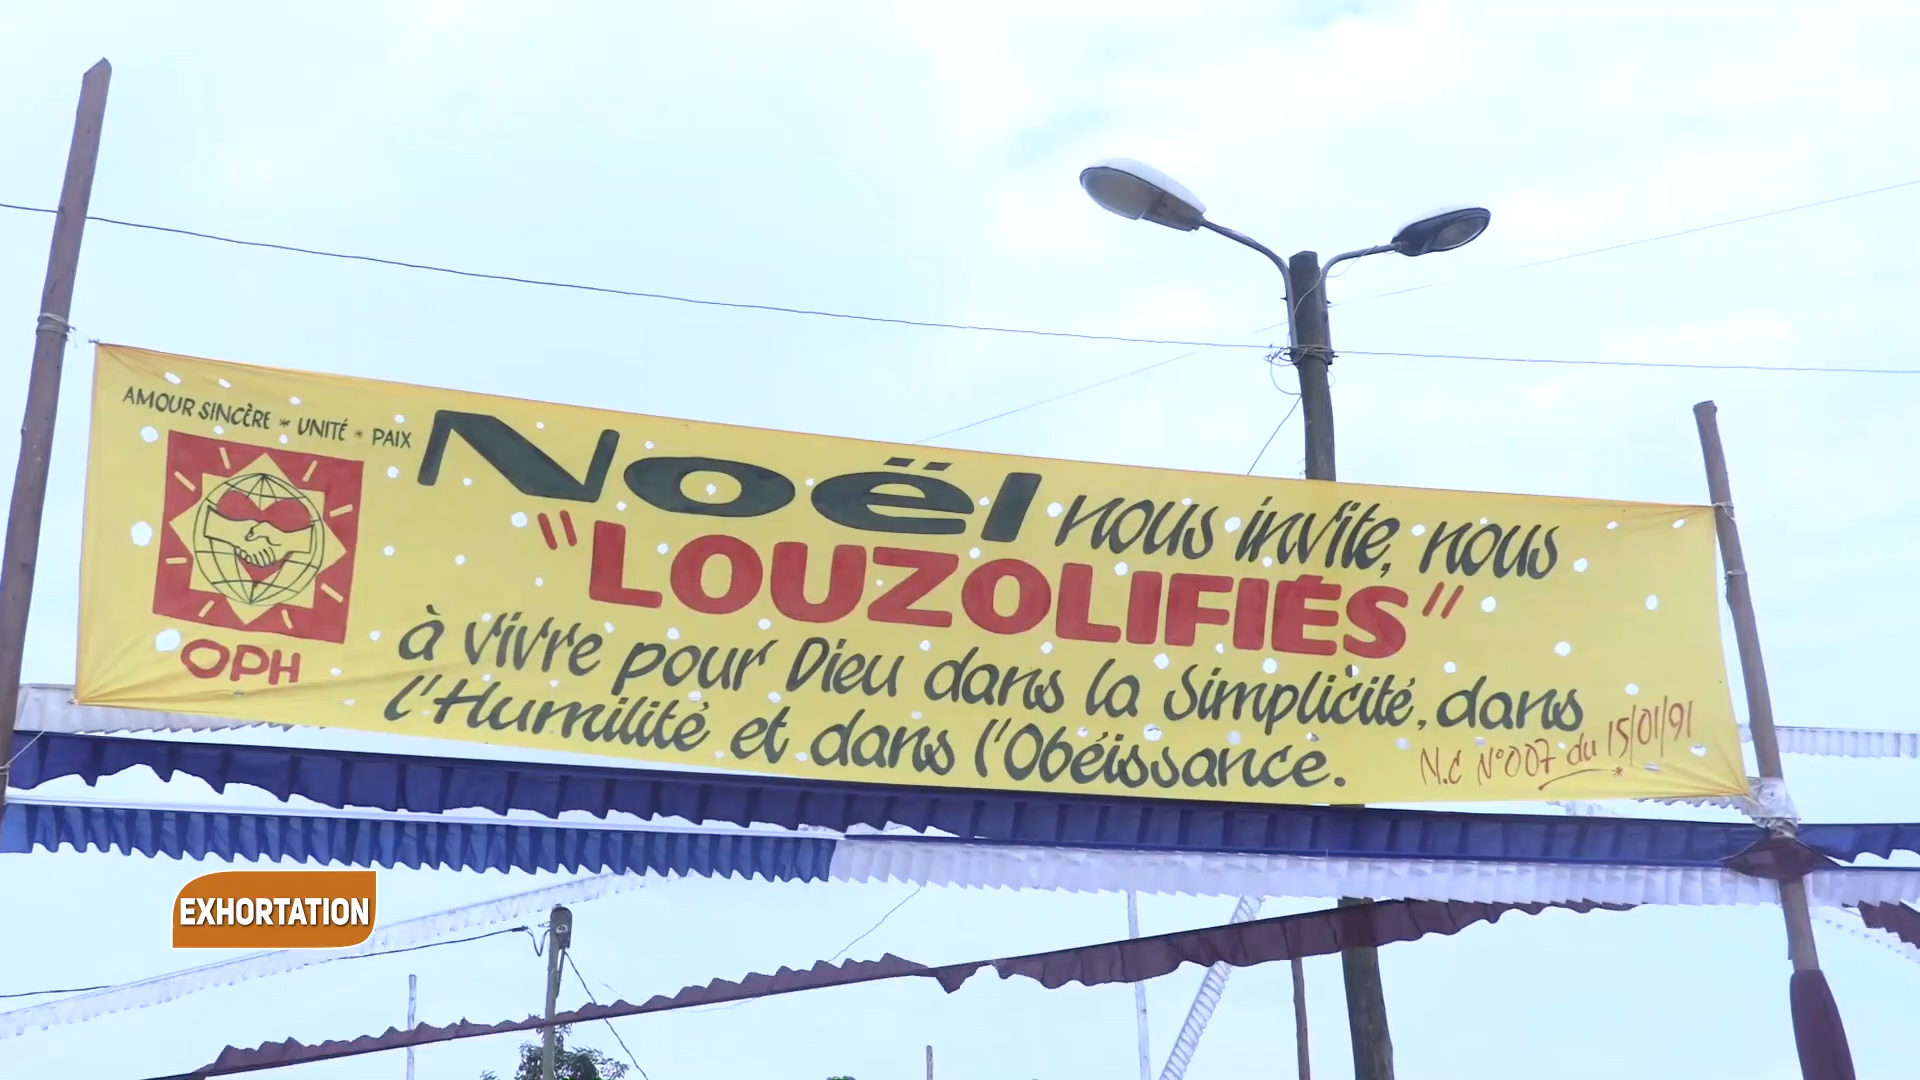 AMOUR SINCÈRE * UNITÉ * PAIX
OPH
Noël nous invite, nous
"LOUZOLIFIÉS"
à vivre pour Dieu dans la Simplicité, dans
l'Humilité et dans l'Obéissance.
N.C N°007 du 15/01/91
EXHORTATION